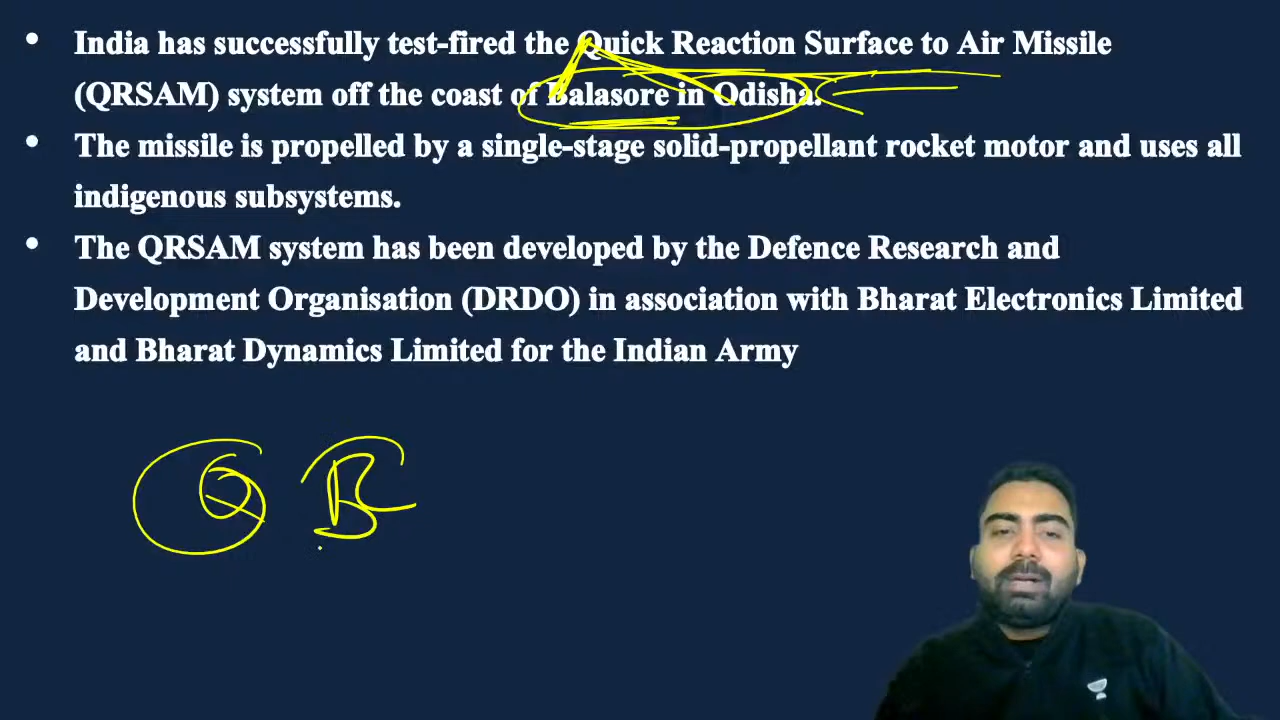 • India has successfully test-fired the Quick Reaction Surface to Air Missile
(QRSAM) system off the coast of Balasore in Odisha.
• The missile is propelled by a single-stage solid-propellant rocket motor and uses all
indigenous subsystems.
• The QRSAM system has been developed by the Defence Research and
Development Organisation (DRDO) in association with Bharat Electronics Limited
and Bharat Dynamics Limited for the Indian Army
Q B